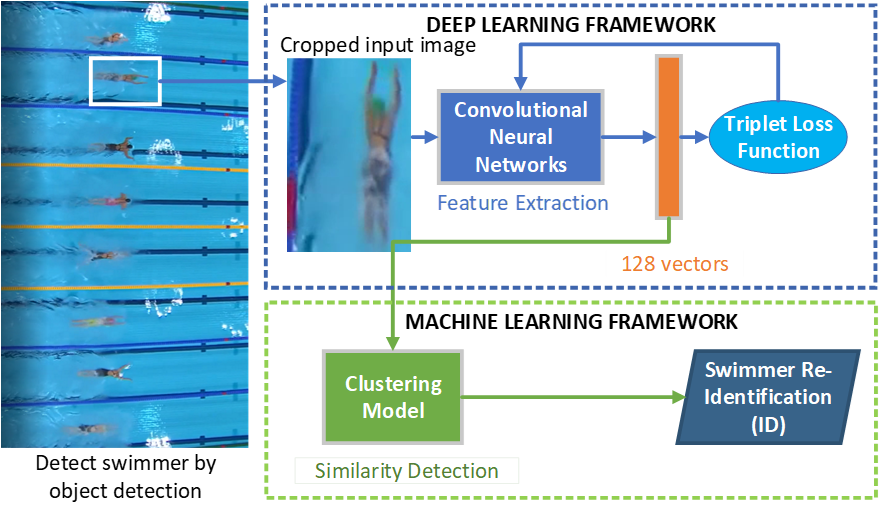 DEEP LEARNING FRAMEWORK
Cropped input image
Convolutional
Neural
Networks
Triplet Loss
Function
Feature Extraction
128 vectors
MACHINE LEARNING FRAMEWORK
Clustering
Model
Swimmer Re-
Identification
(ID)
Similarity Detection
Detect swimmer by
object detection